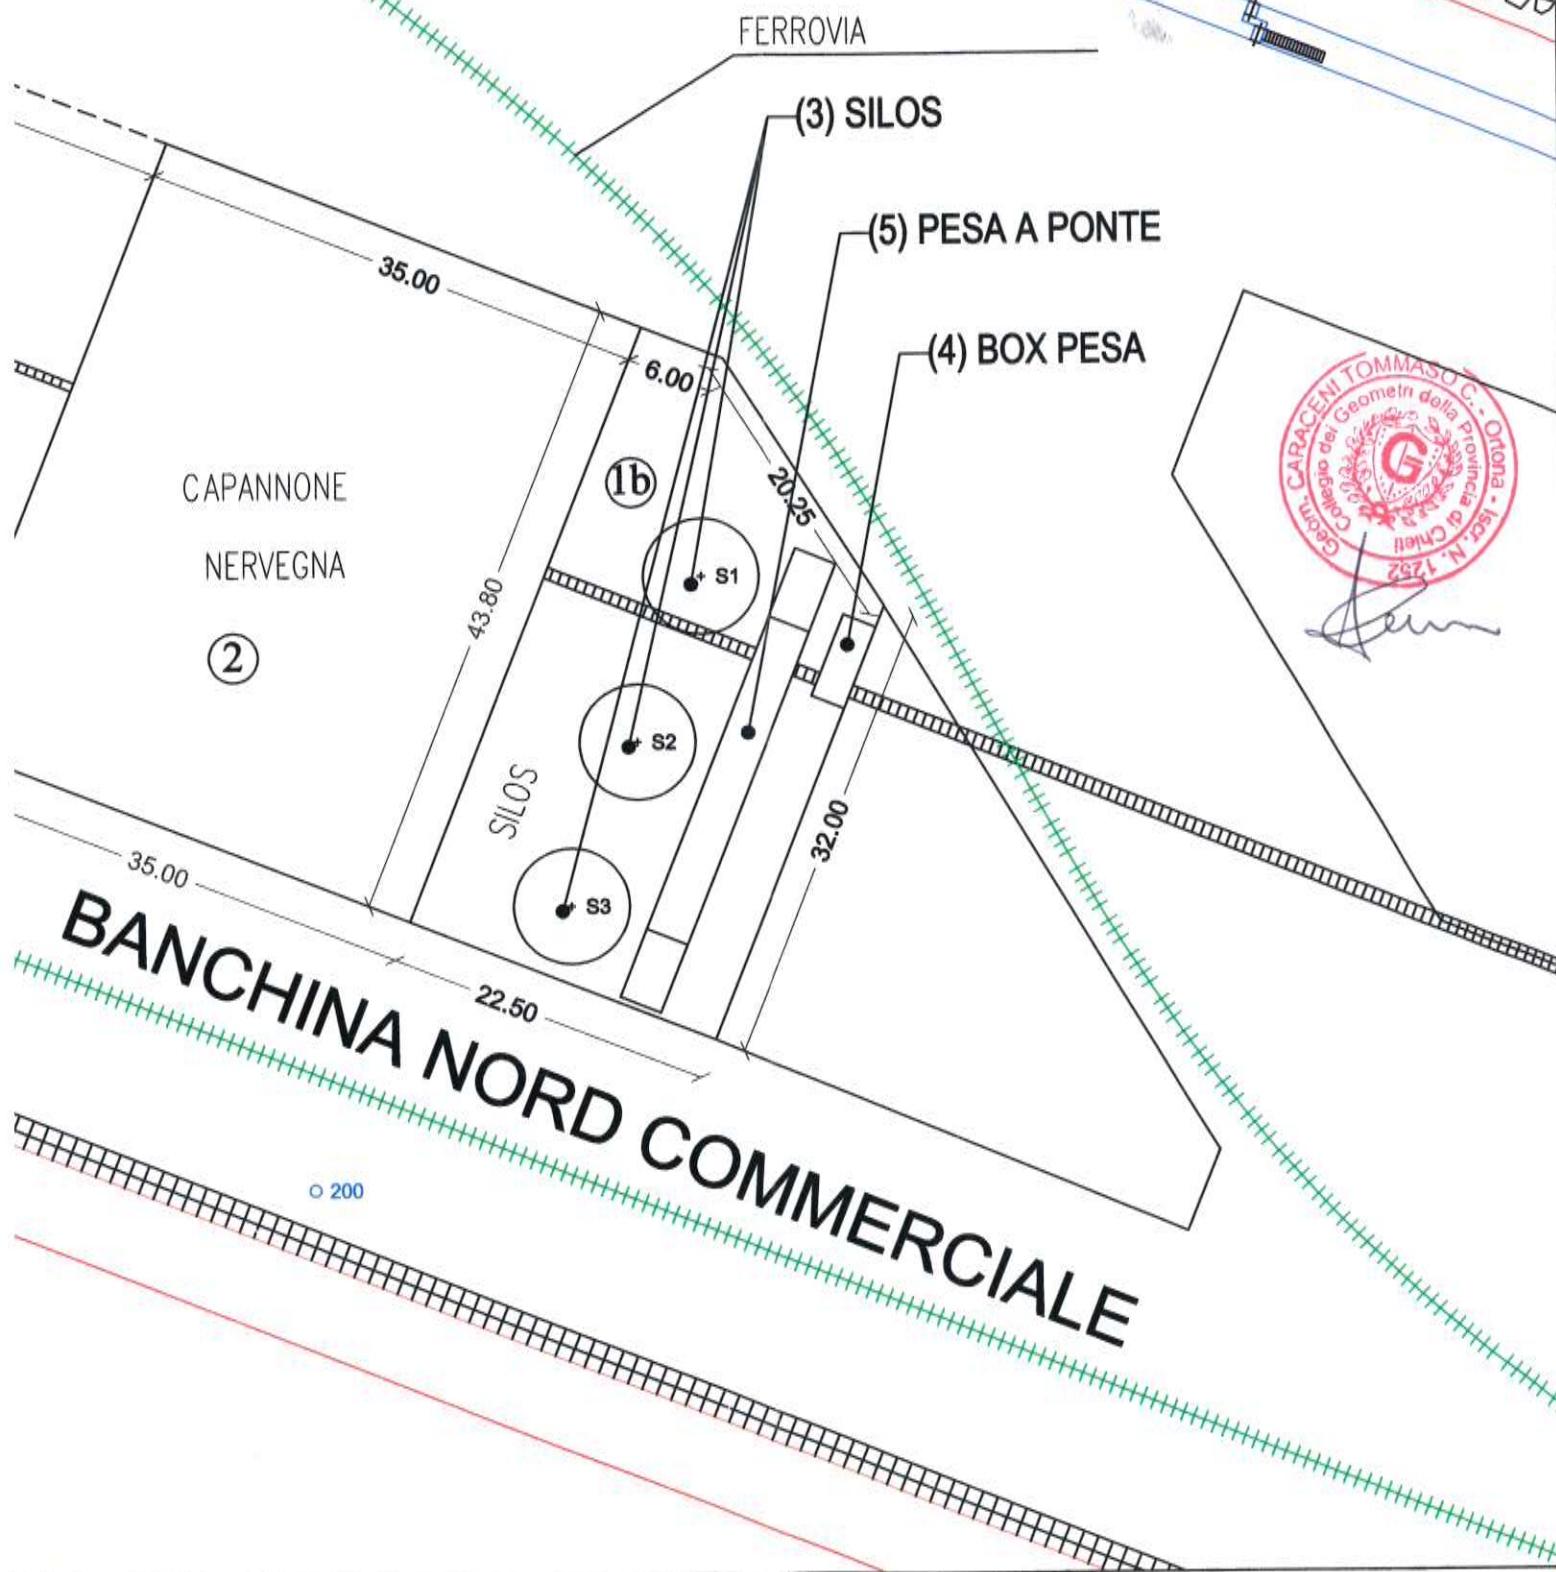 FERROVIA
(3) SILOS
(5) PESA A PONTE
(4) BOX PESA
35.00
6.00
20.25
1b
CAPANNONE
NERVEGNA
2
43.80
S1
S2
S3
SILOS
32.00
35.00
22.50
BANCHINA NORD COMMERCIALE
200
Geom. CARACENI TOMMASO C. - Ortona - Iscr. N. 1252
Collegio dei Geometri della Provincia di Chieti
G